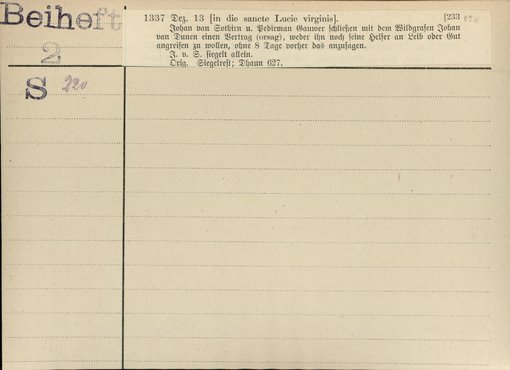 Beiheft
2
S 220
1337 Dez. 13 [in die sancte Lucie virginis]. [233
Johan van Sothirn u. Pedirman Gauwer schließen mit dem Wildgrafen Johan
van Dunen einen Vertrag (orsag), weder ihn noch seine Helfer an Leib oder Gut
angreifen zu wollen, ohne 8 Tage vorher das anzusagen.
J. v. S. siegelt allein.
Orig. Siegelrest; Dhaun 627.